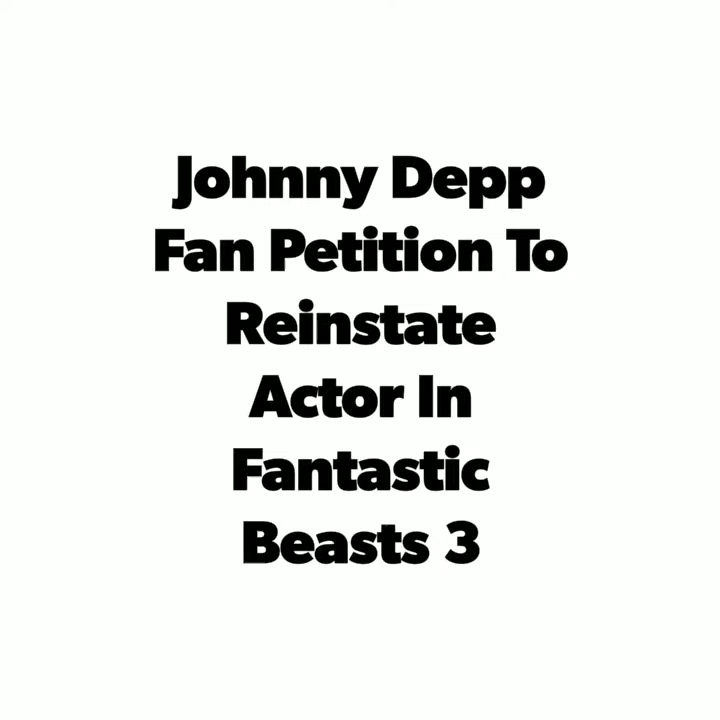 Johnny Depp
Fan Petition To
Reinstate
Actor In
Fantastic
Beasts 3